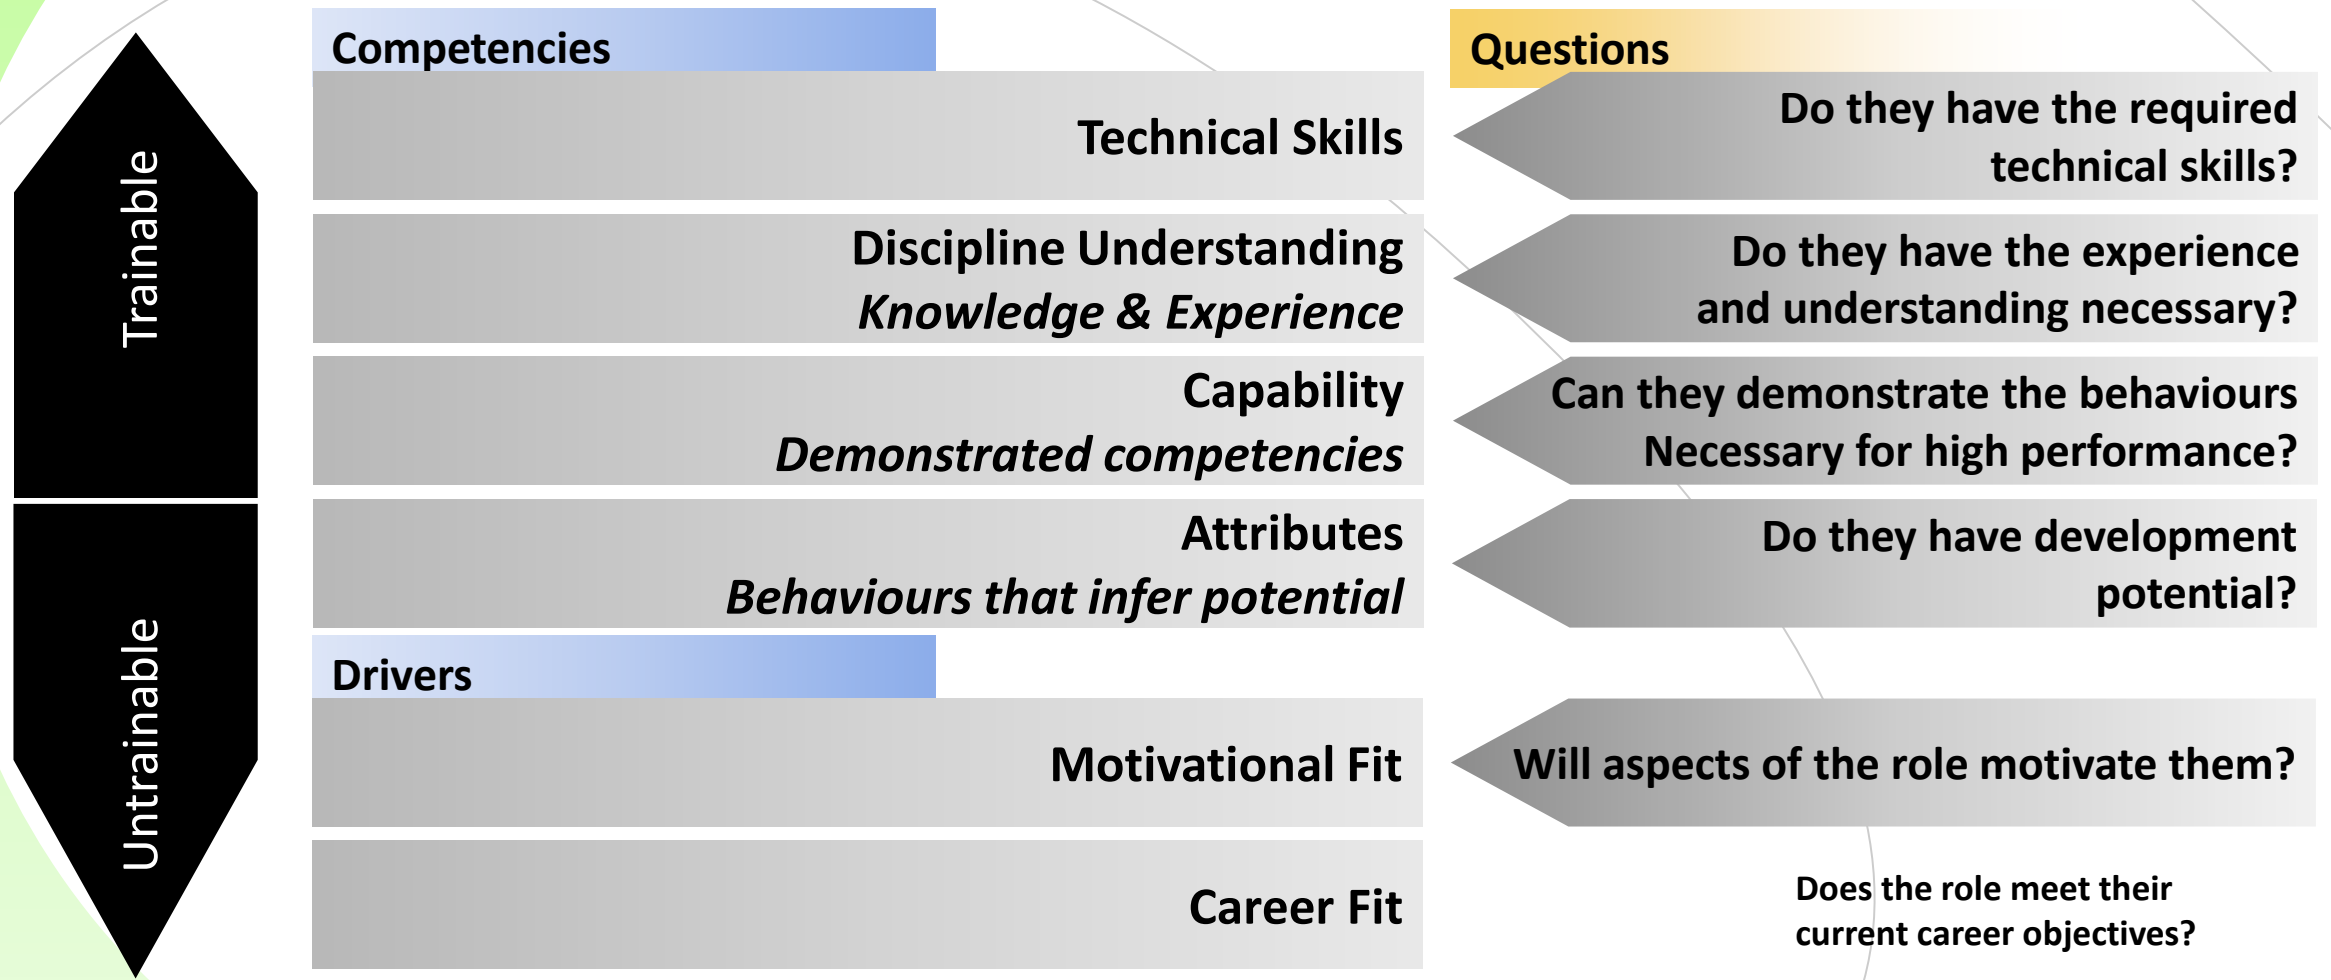 Trainable
Untrainable
Competencies
Questions
Technical Skills
Do they have the required
technical skills?
Discipline Understanding
Knowledge & Experience
Do they have the experience
and understanding necessary?
Capability
Demonstrated competencies
Can they demonstrate the behaviours
Necessary for high performance?
Attributes
Behaviours that infer potential
Do they have development
potential?
Drivers
Motivational Fit
Will aspects of the role motivate them?
Career Fit
Does the role meet their
current career objectives?